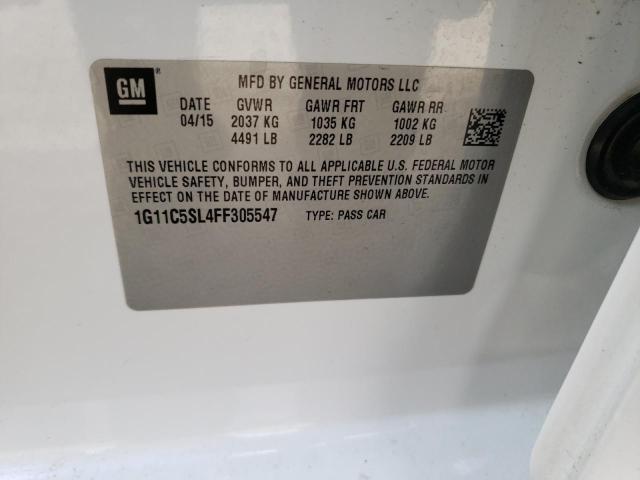 GM ®
MFD BY GENERAL MOTORS LLC
DATE GVWR GAWR FRT GAWR RR
04/15 2037 KG 1035 KG 1002 KG
4491 LB 2282 LB 2209 LB
THIS VEHICLE CONFORMS TO ALL APPLICABLE U.S. FEDERAL MOTOR
VEHICLE SAFETY, BUMPER, AND THEFT PREVENTION STANDARDS IN
EFFECT ON THE DATE OF MANUFACTURE SHOWN ABOVE.
1G11C5SL4FF305547 TYPE: PASS CAR